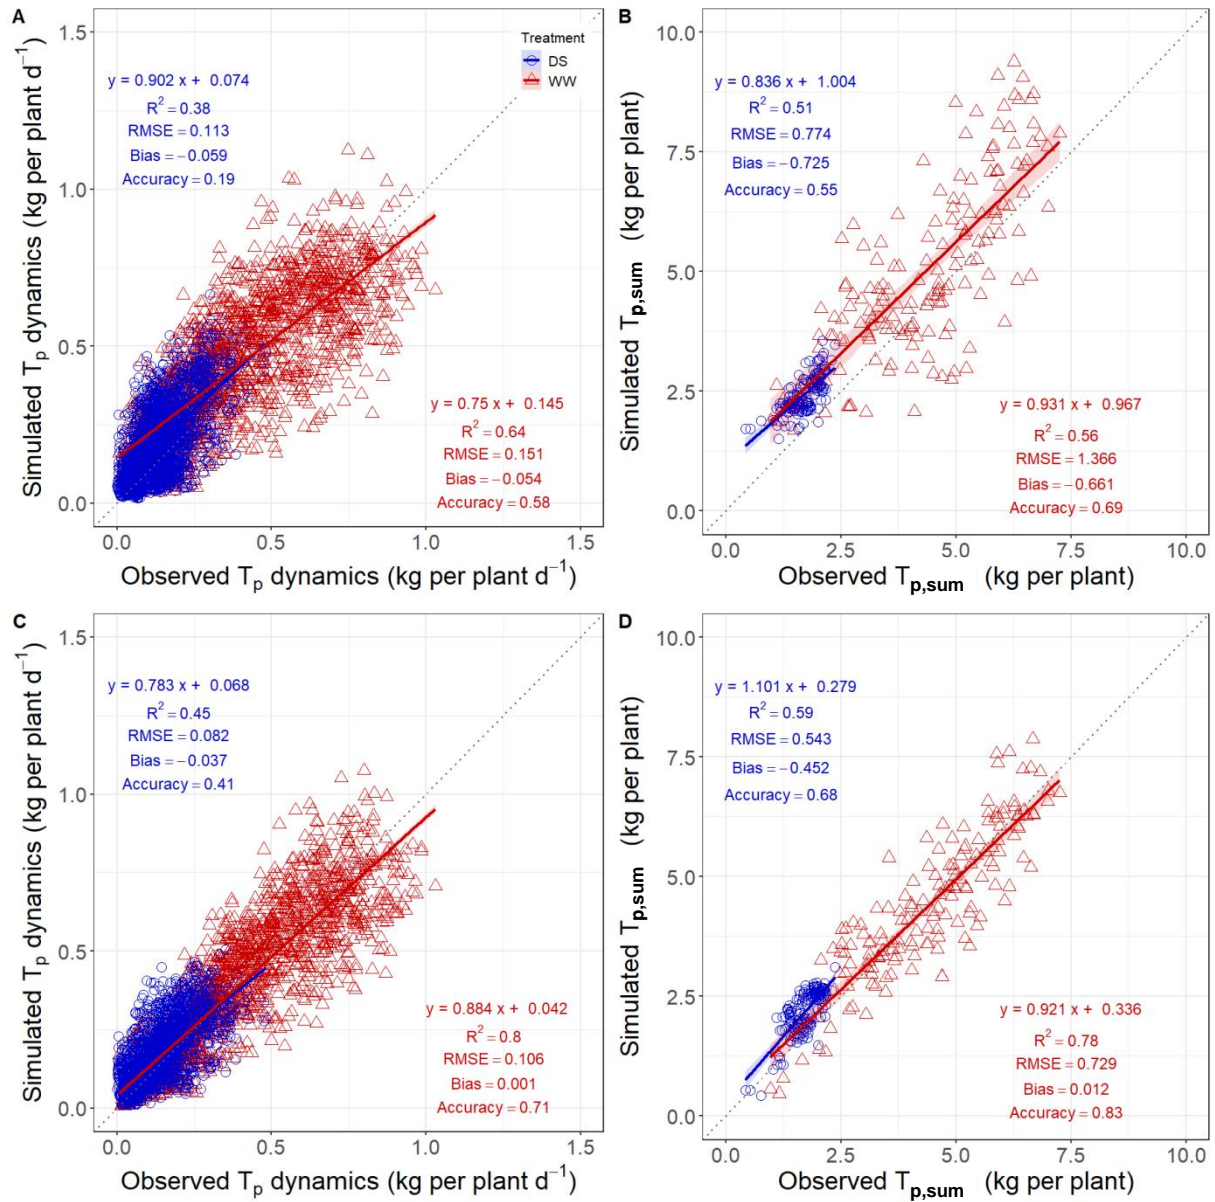 A
Treatment
DS
WW
y = 0.902 x + 0.074
R² = 0.38
RMSE = 0.113
Bias = −0.059
Accuracy = 0.19
y = 0.75 x + 0.145
R² = 0.64
RMSE = 0.151
Bias = −0.054
Accuracy = 0.58
1.5
1.0
0.5
0.0
0.0 0.5 1.0 1.5
Simulated Tp dynamics (kg per plant d⁻¹)
Observed Tp dynamics (kg per plant d⁻¹)
B
y = 0.836 x + 1.004
R² = 0.51
RMSE = 0.774
Bias = −0.725
Accuracy = 0.55
y = 0.931 x + 0.967
R² = 0.56
RMSE = 1.366
Bias = −0.661
Accuracy = 0.69
10.0
7.5
5.0
2.5
0.0
0.0 2.5 5.0 7.5 10.0
Simulated Tp,sum (kg per plant)
Observed Tp,sum (kg per plant)
C
y = 0.783 x + 0.068
R² = 0.45
RMSE = 0.082
Bias = −0.037
Accuracy = 0.41
y = 0.884 x + 0.042
R² = 0.8
RMSE = 0.106
Bias = 0.001
Accuracy = 0.71
1.5
1.0
0.5
0.0
0.0 0.5 1.0 1.5
Simulated Tp dynamics (kg per plant d⁻¹)
Observed Tp dynamics (kg per plant d⁻¹)
D
y = 1.101 x + 0.279
R² = 0.59
RMSE = 0.543
Bias = −0.452
Accuracy = 0.68
y = 0.921 x + 0.336
R² = 0.78
RMSE = 0.729
Bias = 0.012
Accuracy = 0.83
10.0
7.5
5.0
2.5
0.0
0.0 2.5 5.0 7.5 10.0
Simulated Tp,sum (kg per plant)
Observed Tp,sum (kg per plant)